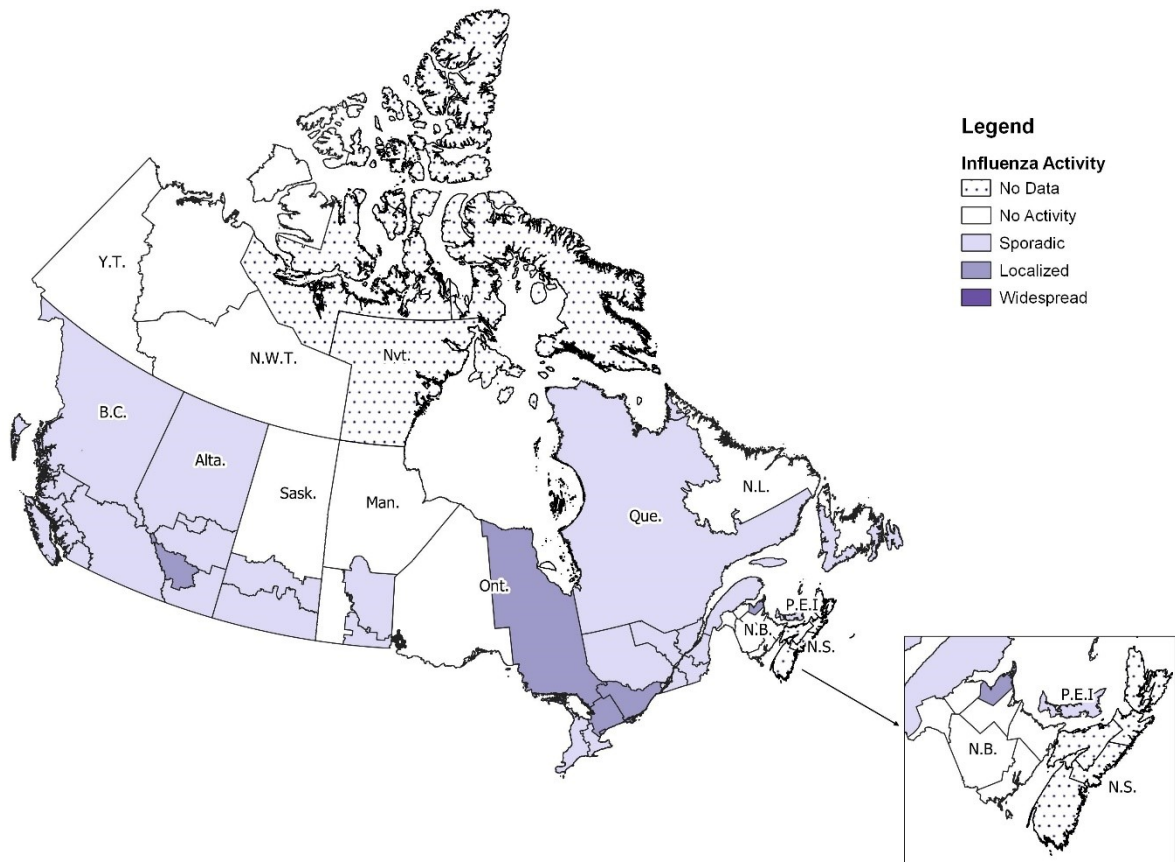 Legend
Influenza Activity
No Data
No Activity
Sporadic
Localized
Widespread
Y.T.
N.W.T.
Nvt.
B.C.
Alta.
Sask.
Man.
Ont.
Que.
N.L.
P.E.I
N.B.
N.S.
P.E.I
N.B.
N.S.